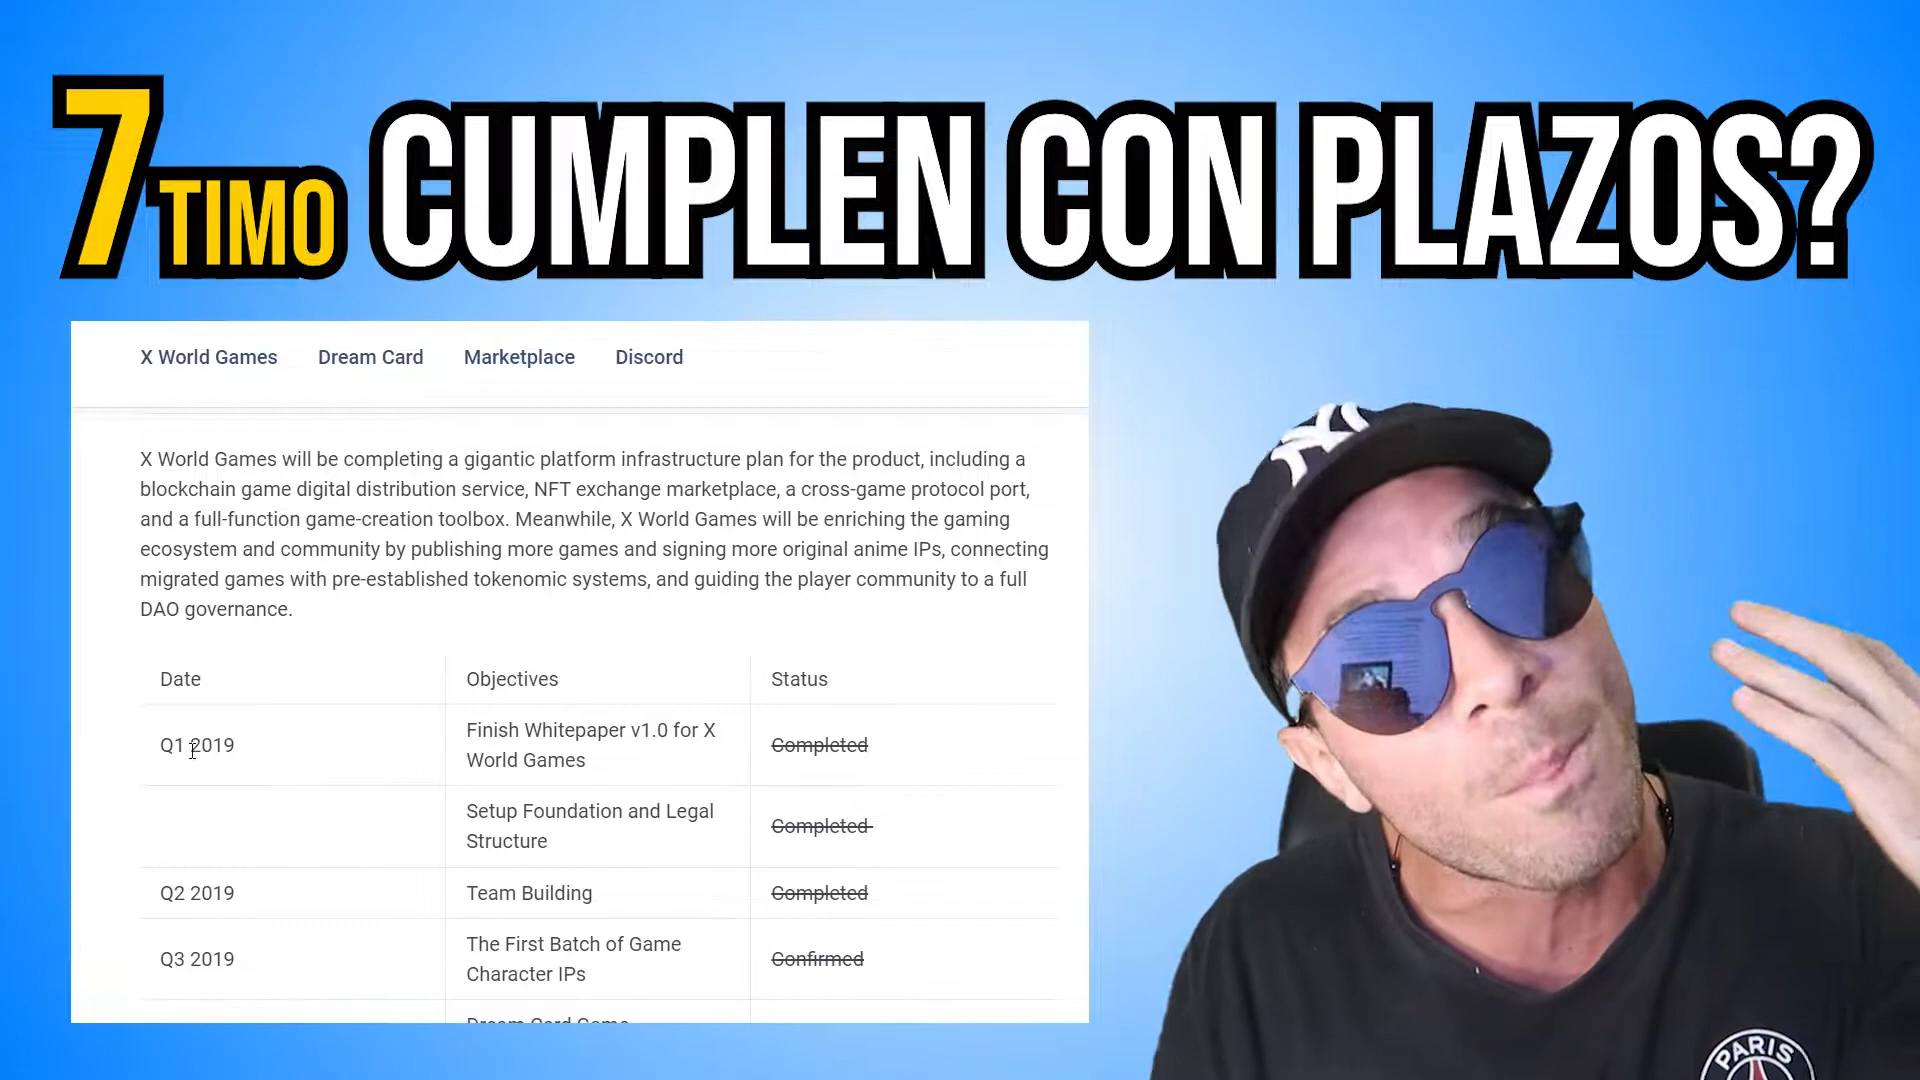 7TIMO CUMPLEN CON PLAZOS?
X World Games Dream Card Marketplace Discord
X World Games will be completing a gigantic platform infrastructure plan for the product, including a
blockchain game digital distribution service, NFT exchange marketplace, a cross-game protocol port,
and a full-function game-creation toolbox. Meanwhile, X World Games will be enriching the gaming
ecosystem and community by publishing more games and signing more original anime IPs, connecting
migrated games with pre-established tokenomic systems, and guiding the player community to a full
DAO governance.
Date Objectives Status
Q1 2019 Finish Whitepaper v1.0 for X Completed
World Games
Setup Foundation and Legal Completed
Structure
Q2 2019 Team Building Completed
Q3 2019 The First Batch of Game Confirmed
Character IPs
Dream Card Game
PARIS